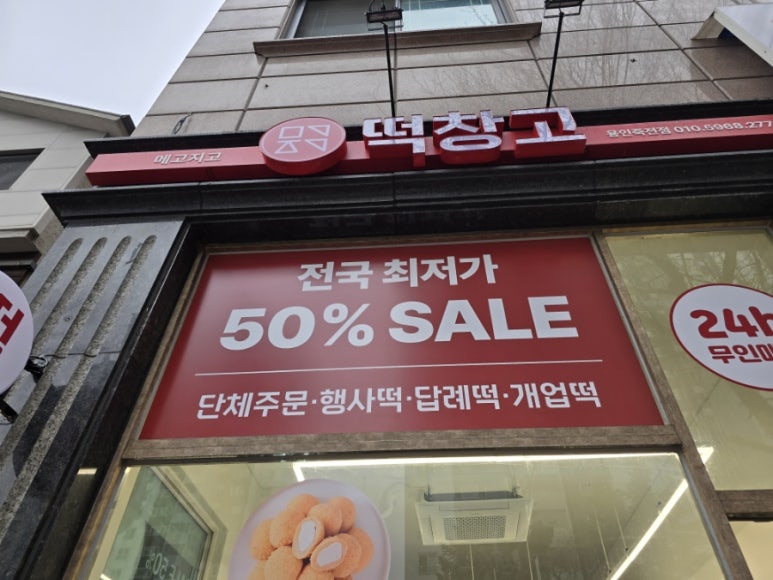 메고지고 떡창고 용인죽전점 010.5968.277
전국 최저가
50% SALE
단체주문·행사떡·답례떡·개업떡
24h
무인매
떡